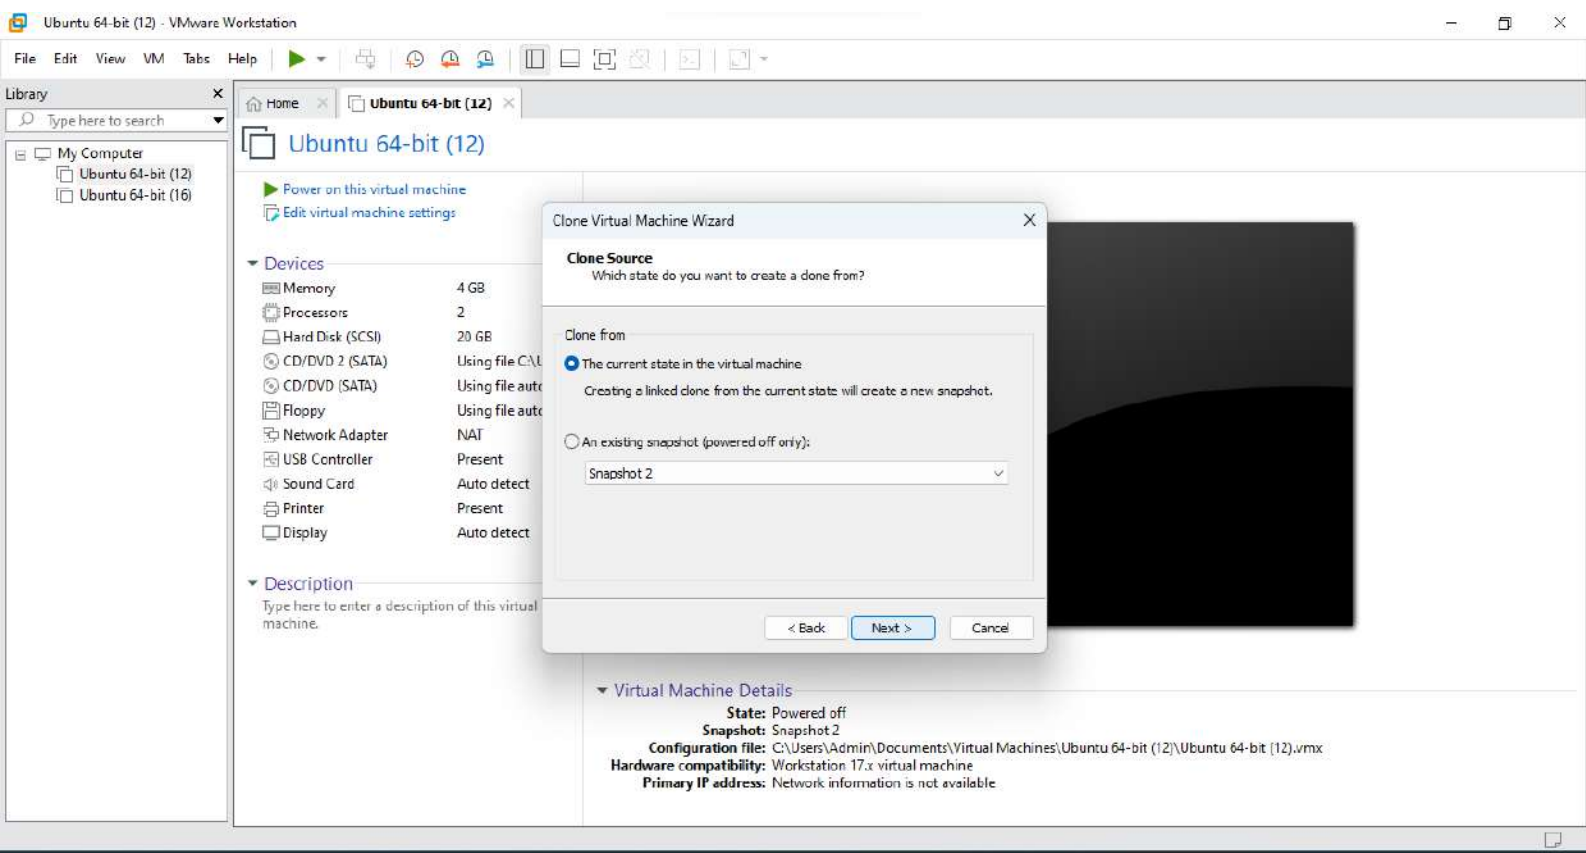 Ubuntu 64-bit (12) - VMware Workstation
File Edit View VM Tabs Help
Library
Type here to search
My Computer
Ubuntu 64-bit (12)
Ubuntu 64-bit (16)
Home
Ubuntu 64-bit (12)
Ubuntu 64-bit (12)
Power on this virtual machine
Edit virtual machine settings
Devices
Memory 4 GB
Processors 2
Hard Disk (SCSI) 20 GB
CD/DVD 2 (SATA) Using file C:\U
CD/DVD (SATA) Using file auto
Floppy Using file auto
Network Adapter NAT
USB Controller Present
Sound Card Auto detect
Printer Present
Display Auto detect
Description
Type here to enter a description of this virtual
machine.
Clone Virtual Machine Wizard
Clone Source
Which state do you want to create a clone from?
Clone from
The current state in the virtual machine
Creating a linked clone from the current state will create a new snapshot.
An existing snapshot (powered off only):
Snapshot 2
< Back Next > Cancel
Virtual Machine Details
State: Powered off
Snapshot: Snapshot 2
Configuration file: C:\Users\Admin\Documents\Virtual Machines\Ubuntu 64-bit (12)\Ubuntu 64-bit (12).vmx
Hardware compatibility: Workstation 17.x virtual machine
Primary IP address: Network information is not available